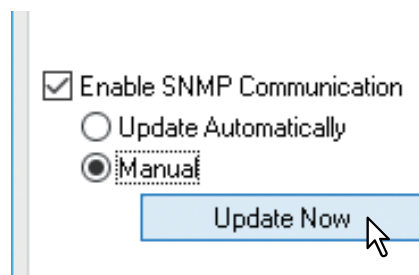 Enable SNMP Communication
Update Automatically
Manual
Update Now